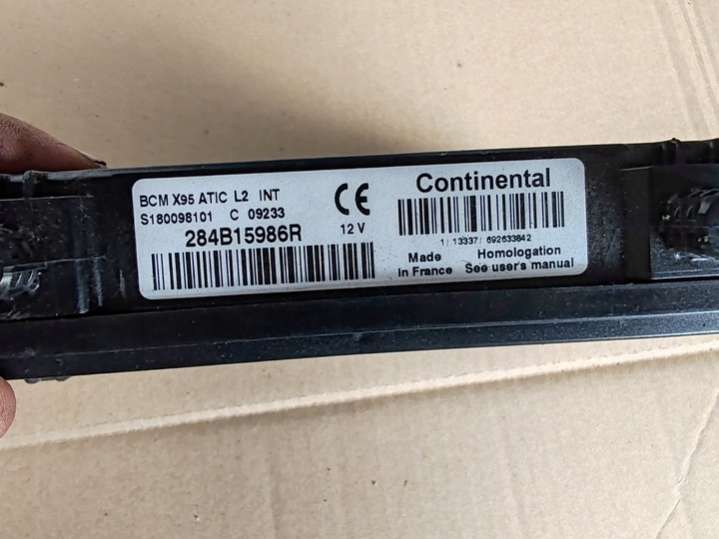 BCM X95 ATIC L2 INT
S180098101 C 09233
284B15986R
CE
12 V
Continental
1/ 13337/ 692633842
Made in France
Homologation
See user's manual